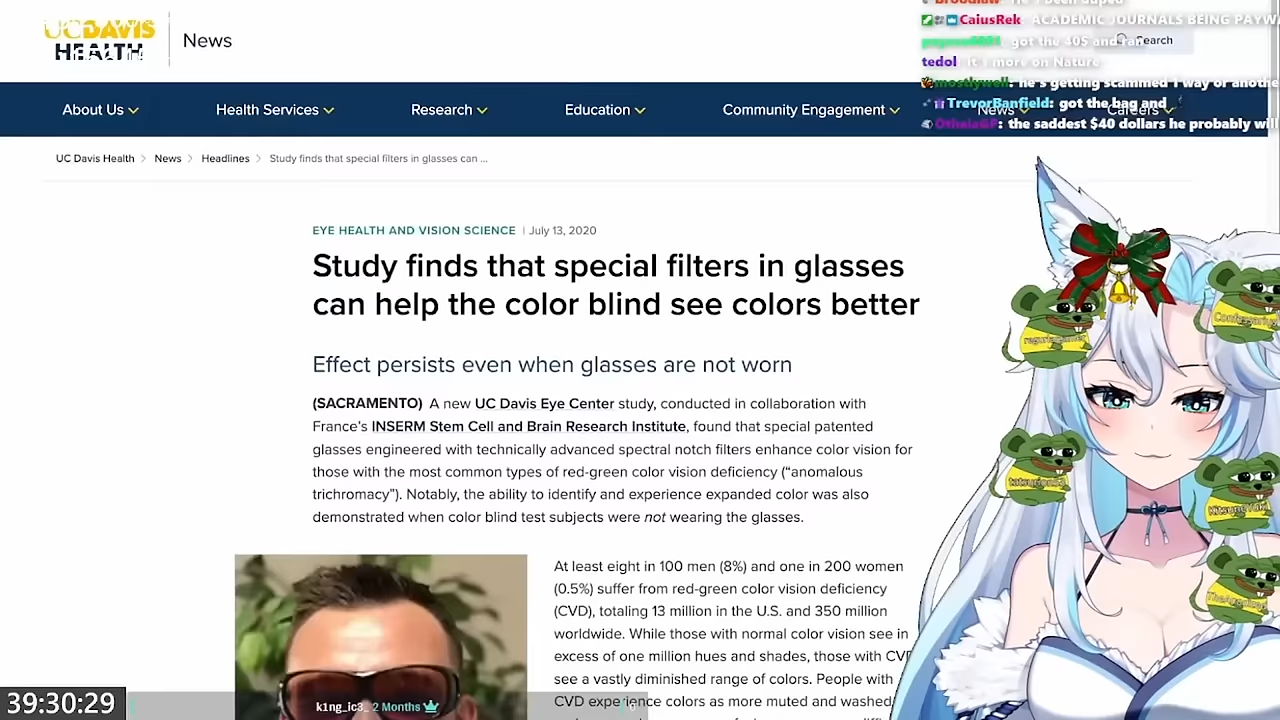 UC DAVIS
HEALTH
News
Search
About Us
Health Services
Research
Education
Community Engagement
News
Careers
CaiusRek: ACADEMIC JOURNALS BEING PAYWA
got the 405 and ran
tedol: It's more on Nature
mostlywell: he's getting scammed 1 way or anothe
TrevorBanfield: got the bag and
the saddest $40 dollars he probably will
UC Davis Health
News
Headlines
Study finds that special filters in glasses can ...
EYE HEALTH AND VISION SCIENCE | July 13, 2020
Study finds that special filters in glasses
can help the color blind see colors better
Effect persists even when glasses are not worn
(SACRAMENTO) A new UC Davis Eye Center study, conducted in collaboration with
France's INSERM Stem Cell and Brain Research Institute, found that special patented
glasses engineered with technically advanced spectral notch filters enhance color vision for
those with the most common types of red-green color vision deficiency (“anomalous
trichromacy”). Notably, the ability to identify and experience expanded color was also
demonstrated when color blind test subjects were not wearing the glasses.
At least eight in 100 men (8%) and one in 200 women
(0.5%) suffer from red-green color vision deficiency
(CVD), totaling 13 million in the U.S. and 350 million
worldwide. While those with normal color vision see in
excess of one million hues and shades, those with CVD
see a vastly diminished range of colors. People with
CVD experience colors as more muted and washed
39:30:29
k1ng_ic3_ 2 Months